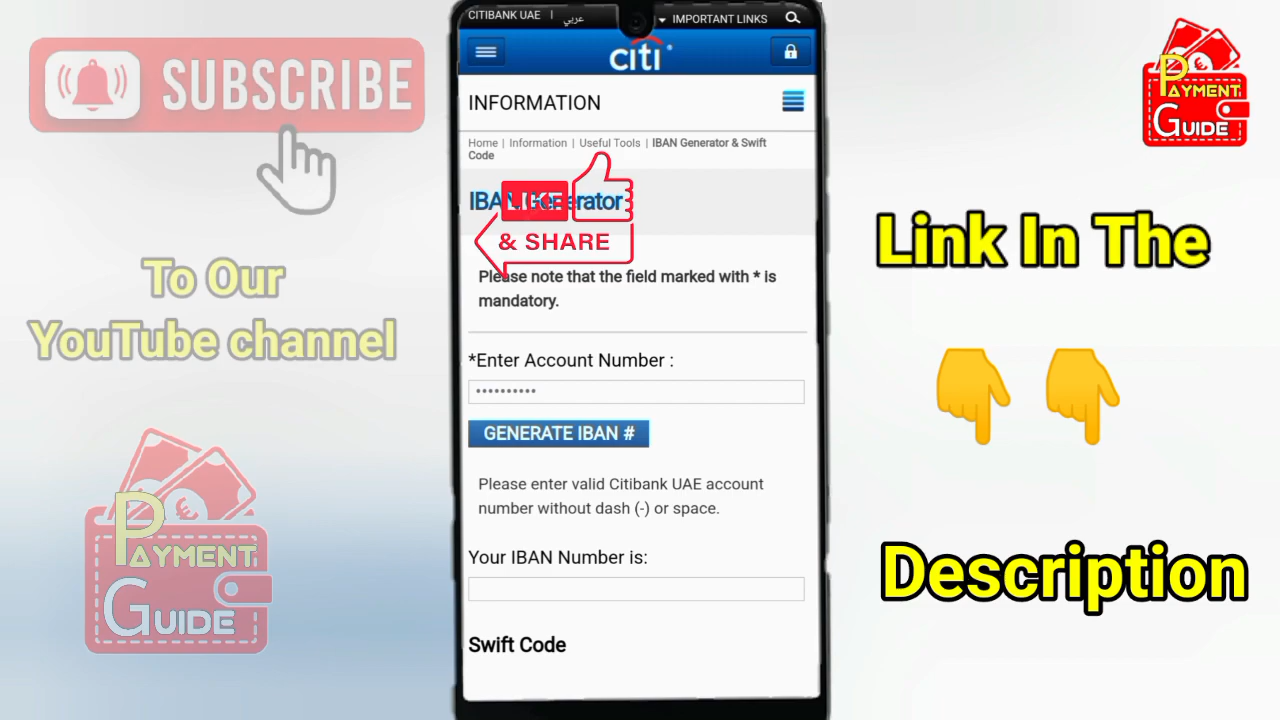 SUBSCRIBE
To Our
YouTube channel
PAYMENT
GUIDE
CITIBANK UAE | عربي
IMPORTANT LINKS
citi
INFORMATION
Home | Information | Useful Tools | IBAN Generator & Swift
Code
IBAN Generator
LIKE
& SHARE
Please note that the field marked with * is
mandatory.
*Enter Account Number :
••••••••••
GENERATE IBAN #
Please enter valid Citibank UAE account
number without dash (-) or space.
Your IBAN Number is:
Swift Code
PAYMENT
GUIDE
Link In The
Description